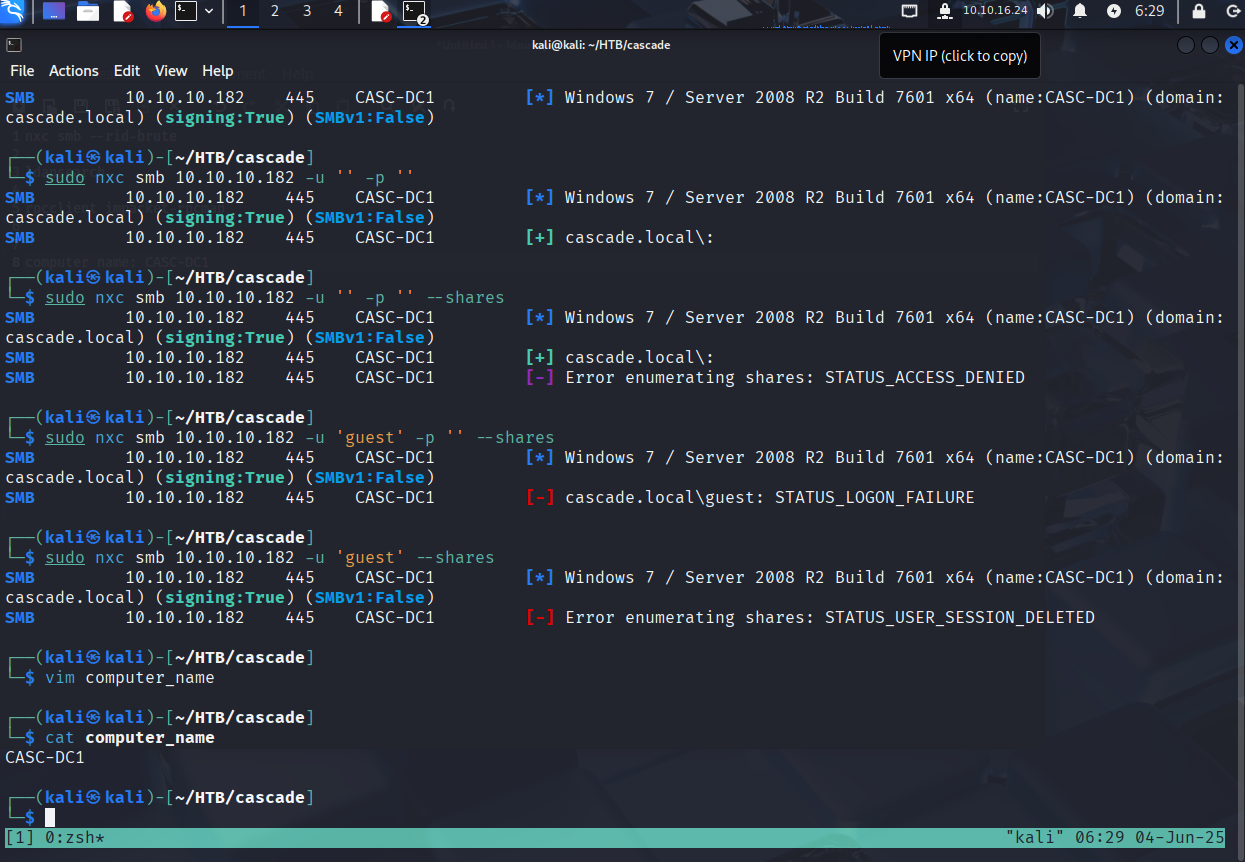 1 2 3 4 2 10.10.16.24 6:29
kali@kali: ~/HTB/cascade
VPN IP (click to copy)
File Actions Edit View Help
SMB 10.10.10.182 445 CASC-DC1 [*] Windows 7 / Server 2008 R2 Build 7601 x64 (name:CASC-DC1) (domain:
cascade.local) (signing:True) (SMBv1:False)
┌──(kali㉿kali)-[~/HTB/cascade]
└─$ sudo nxc smb 10.10.10.182 -u '' -p ''
SMB 10.10.10.182 445 CASC-DC1 [*] Windows 7 / Server 2008 R2 Build 7601 x64 (name:CASC-DC1) (domain:
cascade.local) (signing:True) (SMBv1:False)
SMB 10.10.10.182 445 CASC-DC1 [+] cascade.local\:
┌──(kali㉿kali)-[~/HTB/cascade]
└─$ sudo nxc smb 10.10.10.182 -u '' -p '' --shares
SMB 10.10.10.182 445 CASC-DC1 [*] Windows 7 / Server 2008 R2 Build 7601 x64 (name:CASC-DC1) (domain:
cascade.local) (signing:True) (SMBv1:False)
SMB 10.10.10.182 445 CASC-DC1 [+] cascade.local\:
SMB 10.10.10.182 445 CASC-DC1 [-] Error enumerating shares: STATUS_ACCESS_DENIED
┌──(kali㉿kali)-[~/HTB/cascade]
└─$ sudo nxc smb 10.10.10.182 -u 'guest' -p '' --shares
SMB 10.10.10.182 445 CASC-DC1 [*] Windows 7 / Server 2008 R2 Build 7601 x64 (name:CASC-DC1) (domain:
cascade.local) (signing:True) (SMBv1:False)
SMB 10.10.10.182 445 CASC-DC1 [-] cascade.local\guest: STATUS_LOGON_FAILURE
┌──(kali㉿kali)-[~/HTB/cascade]
└─$ sudo nxc smb 10.10.10.182 -u 'guest' --shares
SMB 10.10.10.182 445 CASC-DC1 [*] Windows 7 / Server 2008 R2 Build 7601 x64 (name:CASC-DC1) (domain:
cascade.local) (signing:True) (SMBv1:False)
SMB 10.10.10.182 445 CASC-DC1 [-] Error enumerating shares: STATUS_USER_SESSION_DELETED
┌──(kali㉿kali)-[~/HTB/cascade]
└─$ vim computer_name
┌──(kali㉿kali)-[~/HTB/cascade]
└─$ cat computer_name
CASC-DC1
┌──(kali㉿kali)-[~/HTB/cascade]
└─$
[1] 0:zsh* "kali" 06:29 04-Jun-25